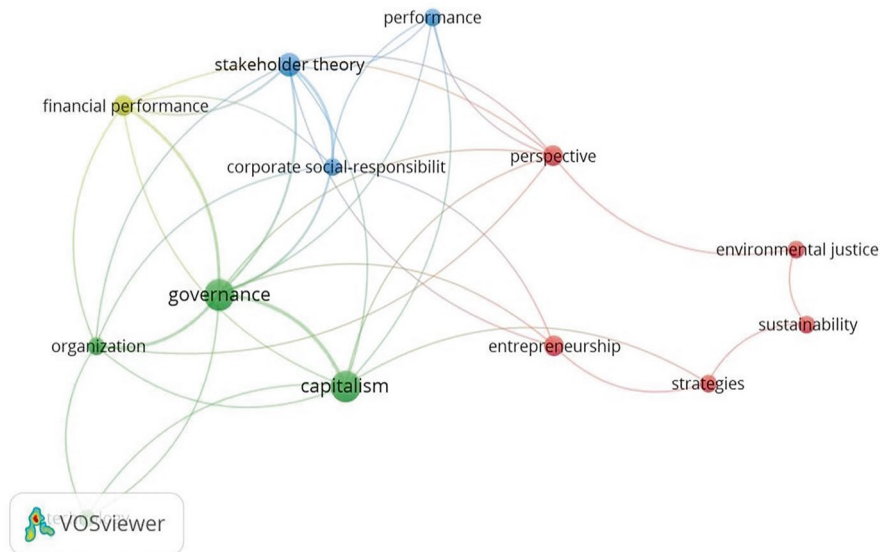 performance
stakeholder theory
financial performance
perspective
corporate social-responsibilit
environmental justice
governance
sustainability
organization
entrepreneurship
strategies
capitalism
VOSviewer